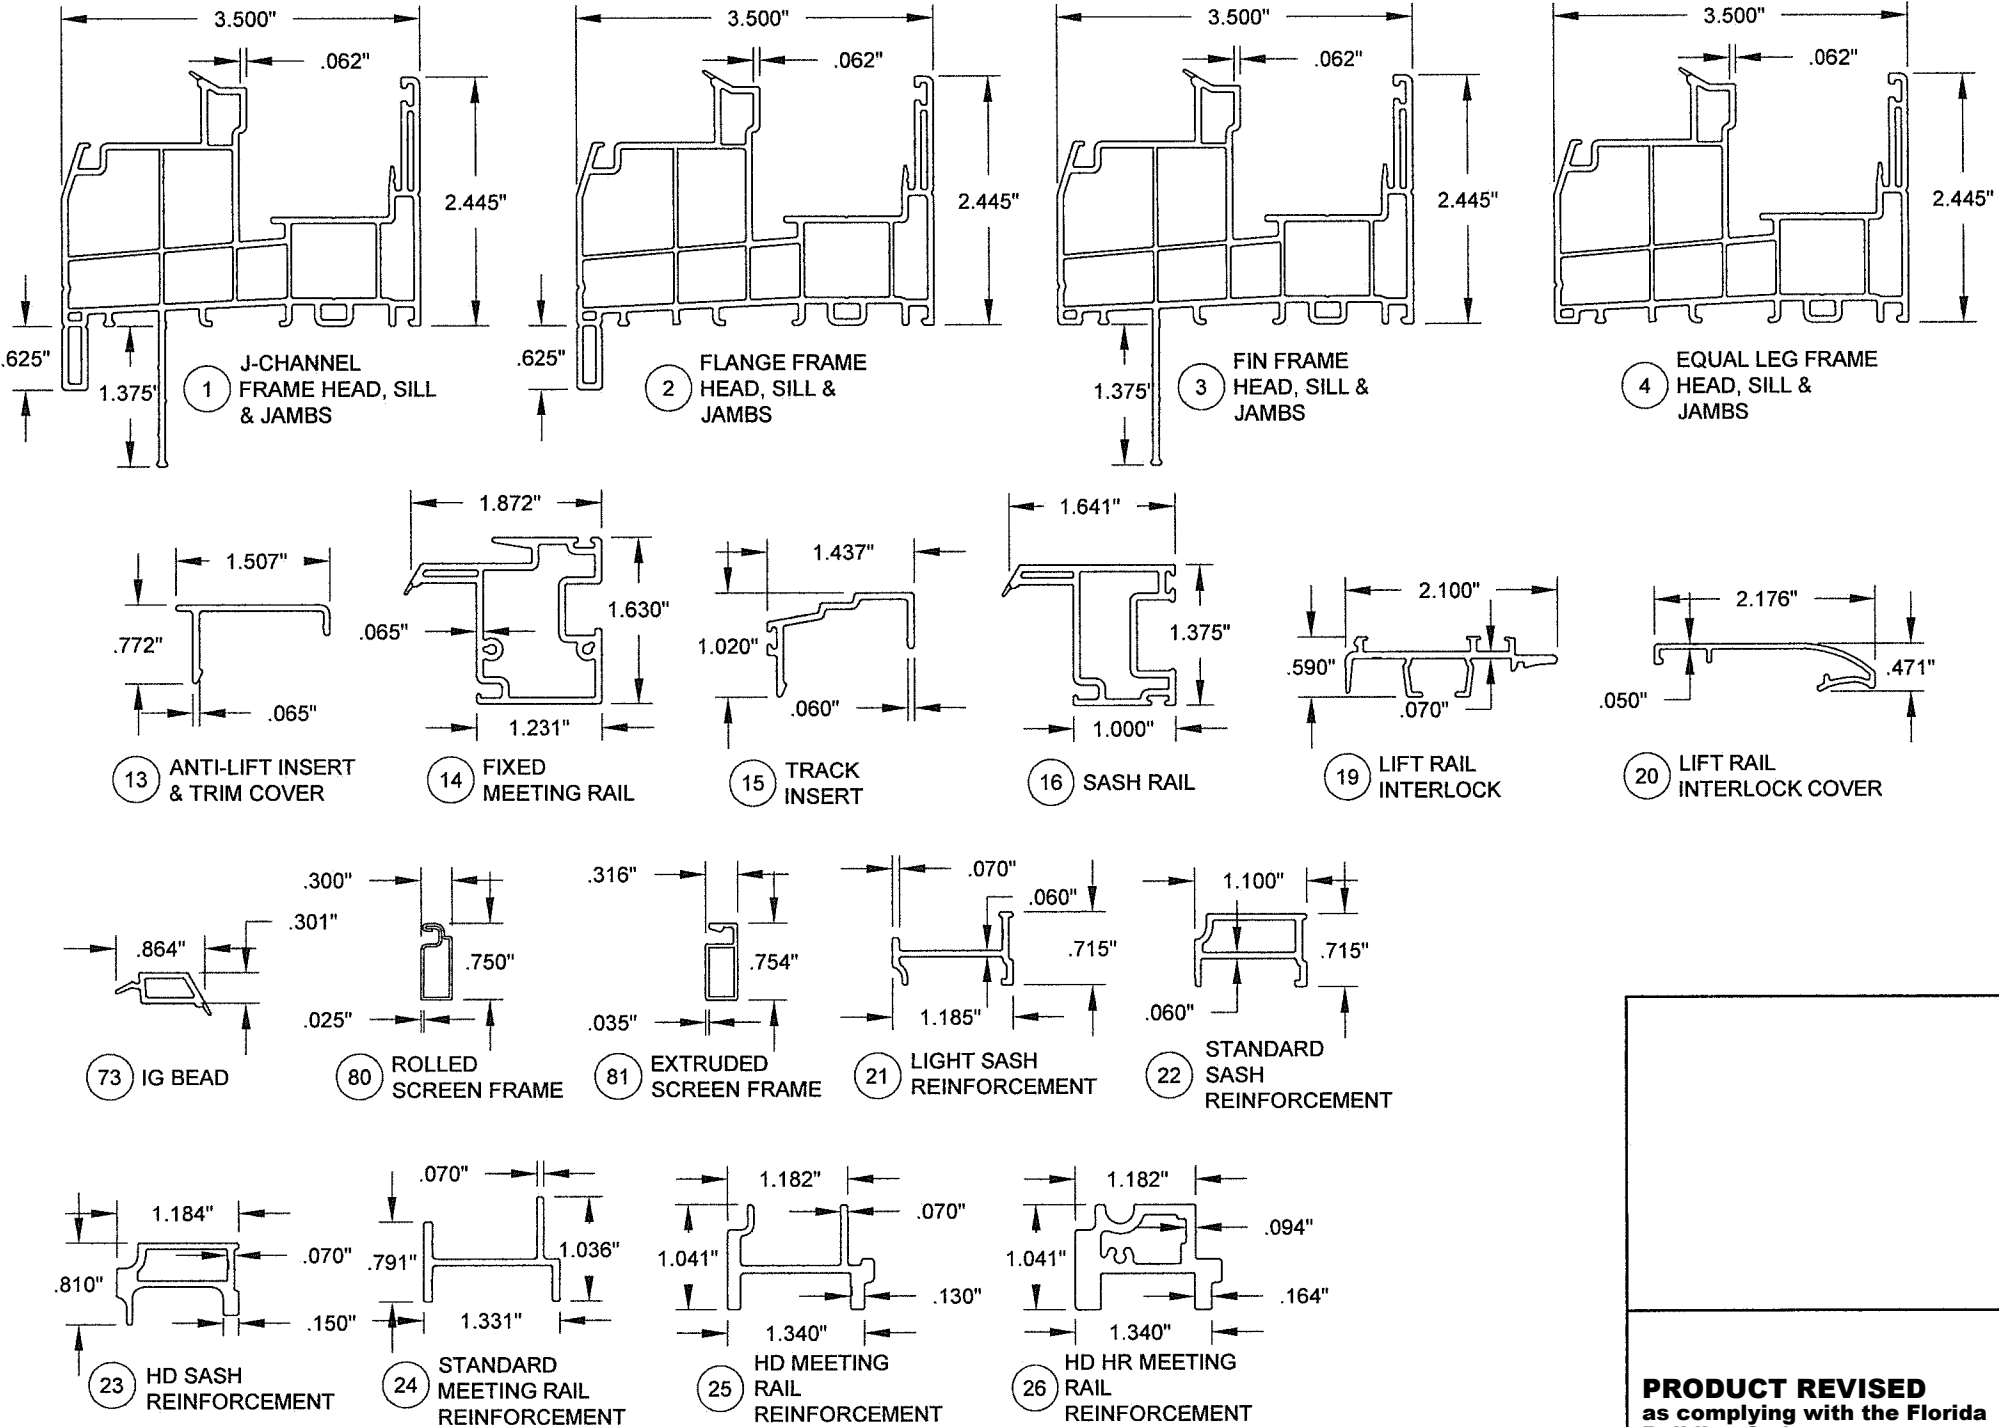 3.500"
3.500"
3.500"
3.500"
.062"
.062"
.062"
.062"
2.445"
2.445"
2.445"
2.445"
.625"
1.375"
1 J-CHANNEL
FRAME HEAD, SILL
& JAMBS
.625"
2 FLANGE FRAME
HEAD, SILL &
JAMBS
1.375"
3 FIN FRAME
HEAD, SILL &
JAMBS
4 EQUAL LEG FRAME
HEAD, SILL &
JAMBS
1.507"
.772"
.065"
13 ANTI-LIFT INSERT
& TRIM COVER
1.872"
1.630"
.065"
1.231"
14 FIXED
MEETING RAIL
1.437"
1.020"
.060"
15 TRACK
INSERT
1.641"
1.375"
1.000"
16 SASH RAIL
2.100"
.590"
.070"
19 LIFT RAIL
INTERLOCK
2.176"
.471"
.050"
20 LIFT RAIL
INTERLOCK COVER
.301"
.864"
73 IG BEAD
.300"
.750"
.025"
80 ROLLED
SCREEN FRAME
.316"
.754"
.035"
81 EXTRUDED
SCREEN FRAME
.070"
.060"
.715"
1.185"
21 LIGHT SASH
REINFORCEMENT
1.100"
.715"
.060"
22 STANDARD
SASH
REINFORCEMENT
1.184"
.070"
.810"
.150"
23 HD SASH
REINFORCEMENT
.070"
.791"
1.036"
1.331"
24 STANDARD
MEETING RAIL
REINFORCEMENT
1.182"
.070"
1.041"
.130"
1.340"
25 HD MEETING
RAIL
REINFORCEMENT
1.182"
.094"
1.041"
.164"
1.340"
26 HD HR MEETING
RAIL
REINFORCEMENT
PRODUCT REVISED
as complying with the Florida